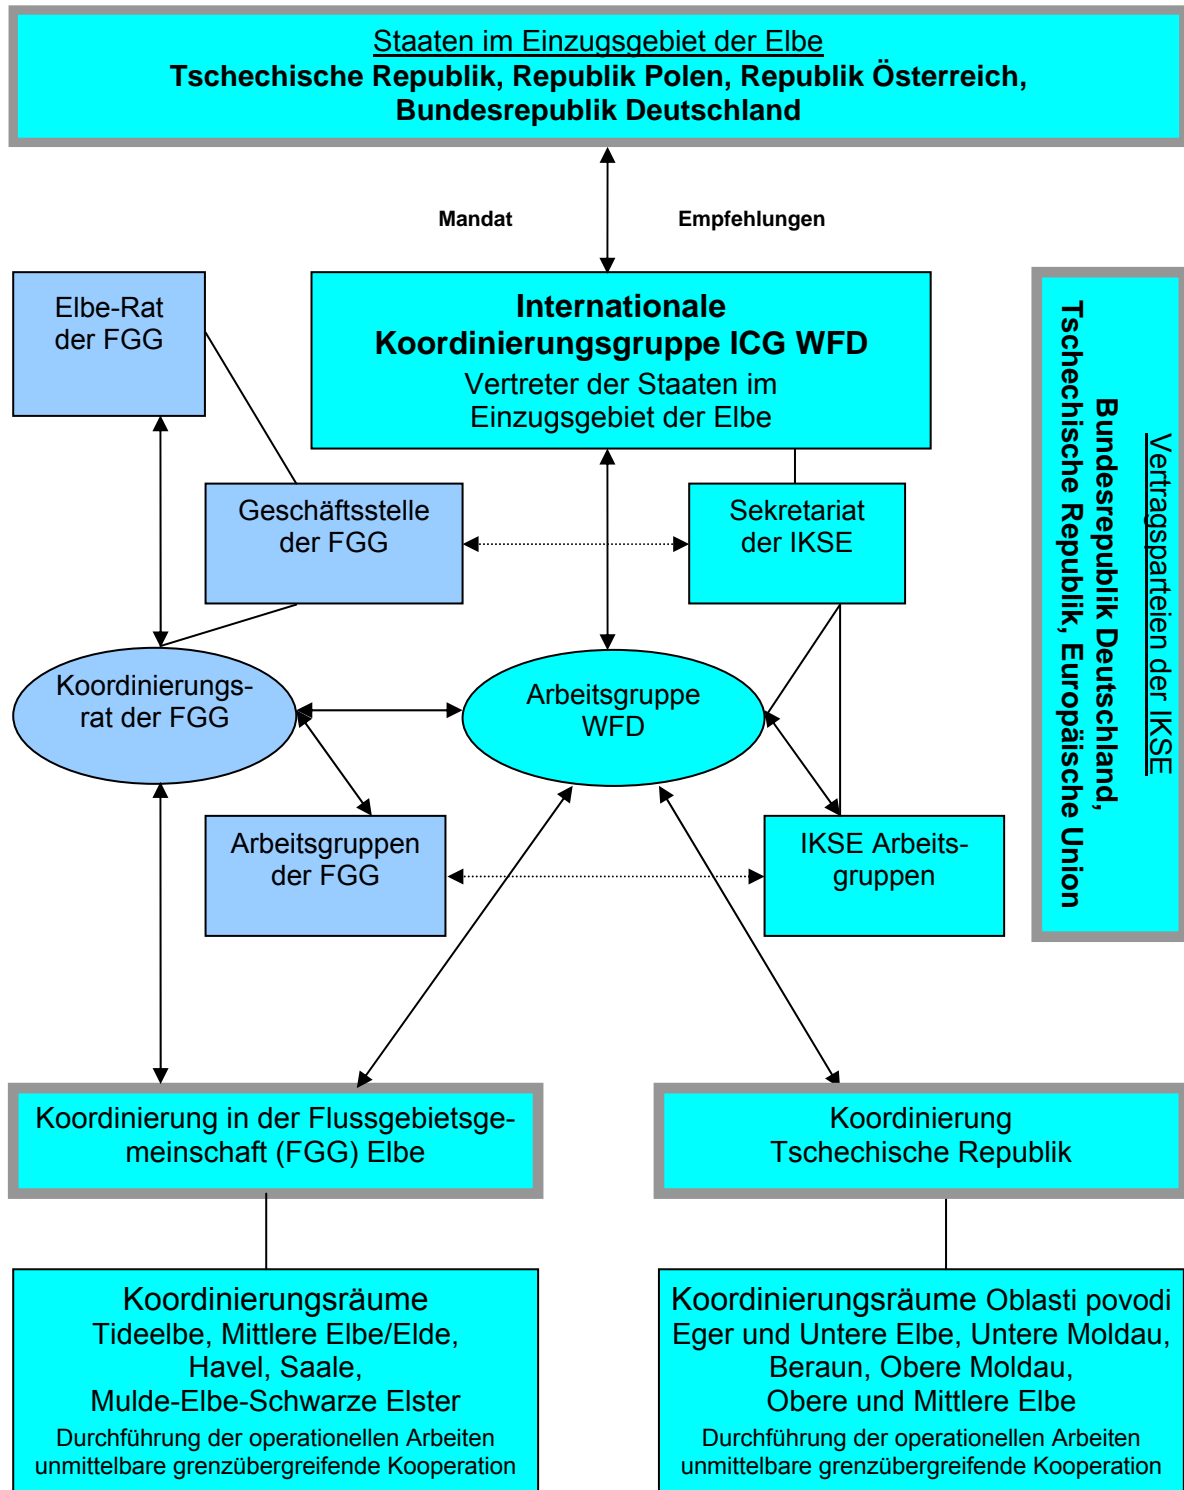 Staaten im Einzugsgebiet der Elbe
Tschechische Republik, Republik Polen, Republik Österreich,
Bundesrepublik Deutschland
Mandat
Empfehlungen
Elbe-Rat
der FGG
Internationale
Koordinierungsgruppe ICG WFD
Vertreter der Staaten im
Einzugsgebiet der Elbe
Vertragsparteien der IKSE
Bundesrepublik Deutschland,
Tschechische Republik, Europäische Union
Geschäftsstelle
der FGG
Sekretariat
der IKSE
Koordinierungs-
rat der FGG
Arbeitsgruppe
WFD
Arbeitsgruppen
der FGG
IKSE Arbeits-
gruppen
Koordinierung in der Flussgebietsge-
meinschaft (FGG) Elbe
Koordinierung
Tschechische Republik
Koordinierungsräume
Tideelbe, Mittlere Elbe/Elde,
Havel, Saale,
Mulde-Elbe-Schwarze Elster
Durchführung der operationellen Arbeiten
unmittelbare grenzübergreifende Kooperation
Koordinierungsräume Oblasti povodi
Eger und Untere Elbe, Untere Moldau,
Beraun, Obere Moldau,
Obere und Mittlere Elbe
Durchführung der operationellen Arbeiten
unmittelbare grenzübergreifende Kooperation